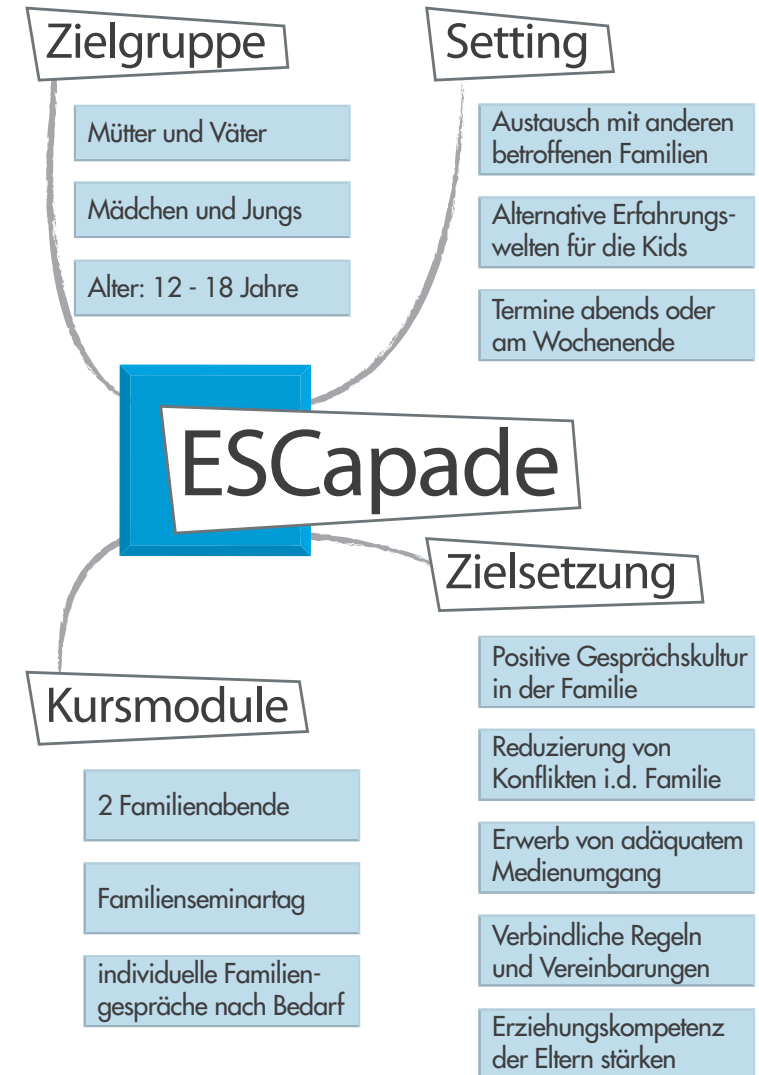 Zielgruppe
Mütter und Väter
Mädchen und Jungs
Alter: 12 - 18 Jahre
Setting
Austausch mit anderen
betroffenen Familien
Alternative Erfahrungs-
welten für die Kids
Termine abends oder
am Wochenende
ESCapade
Kursmodule
2 Familienabende
Familienseminartag
individuelle Familien-
gespräche nach Bedarf
Zielsetzung
Positive Gesprächskultur
in der Familie
Reduzierung von
Konflikten i.d. Familie
Erwerb von adäquatem
Medienumgang
Verbindliche Regeln
und Vereinbarungen
Erziehungskompetenz
der Eltern stärken